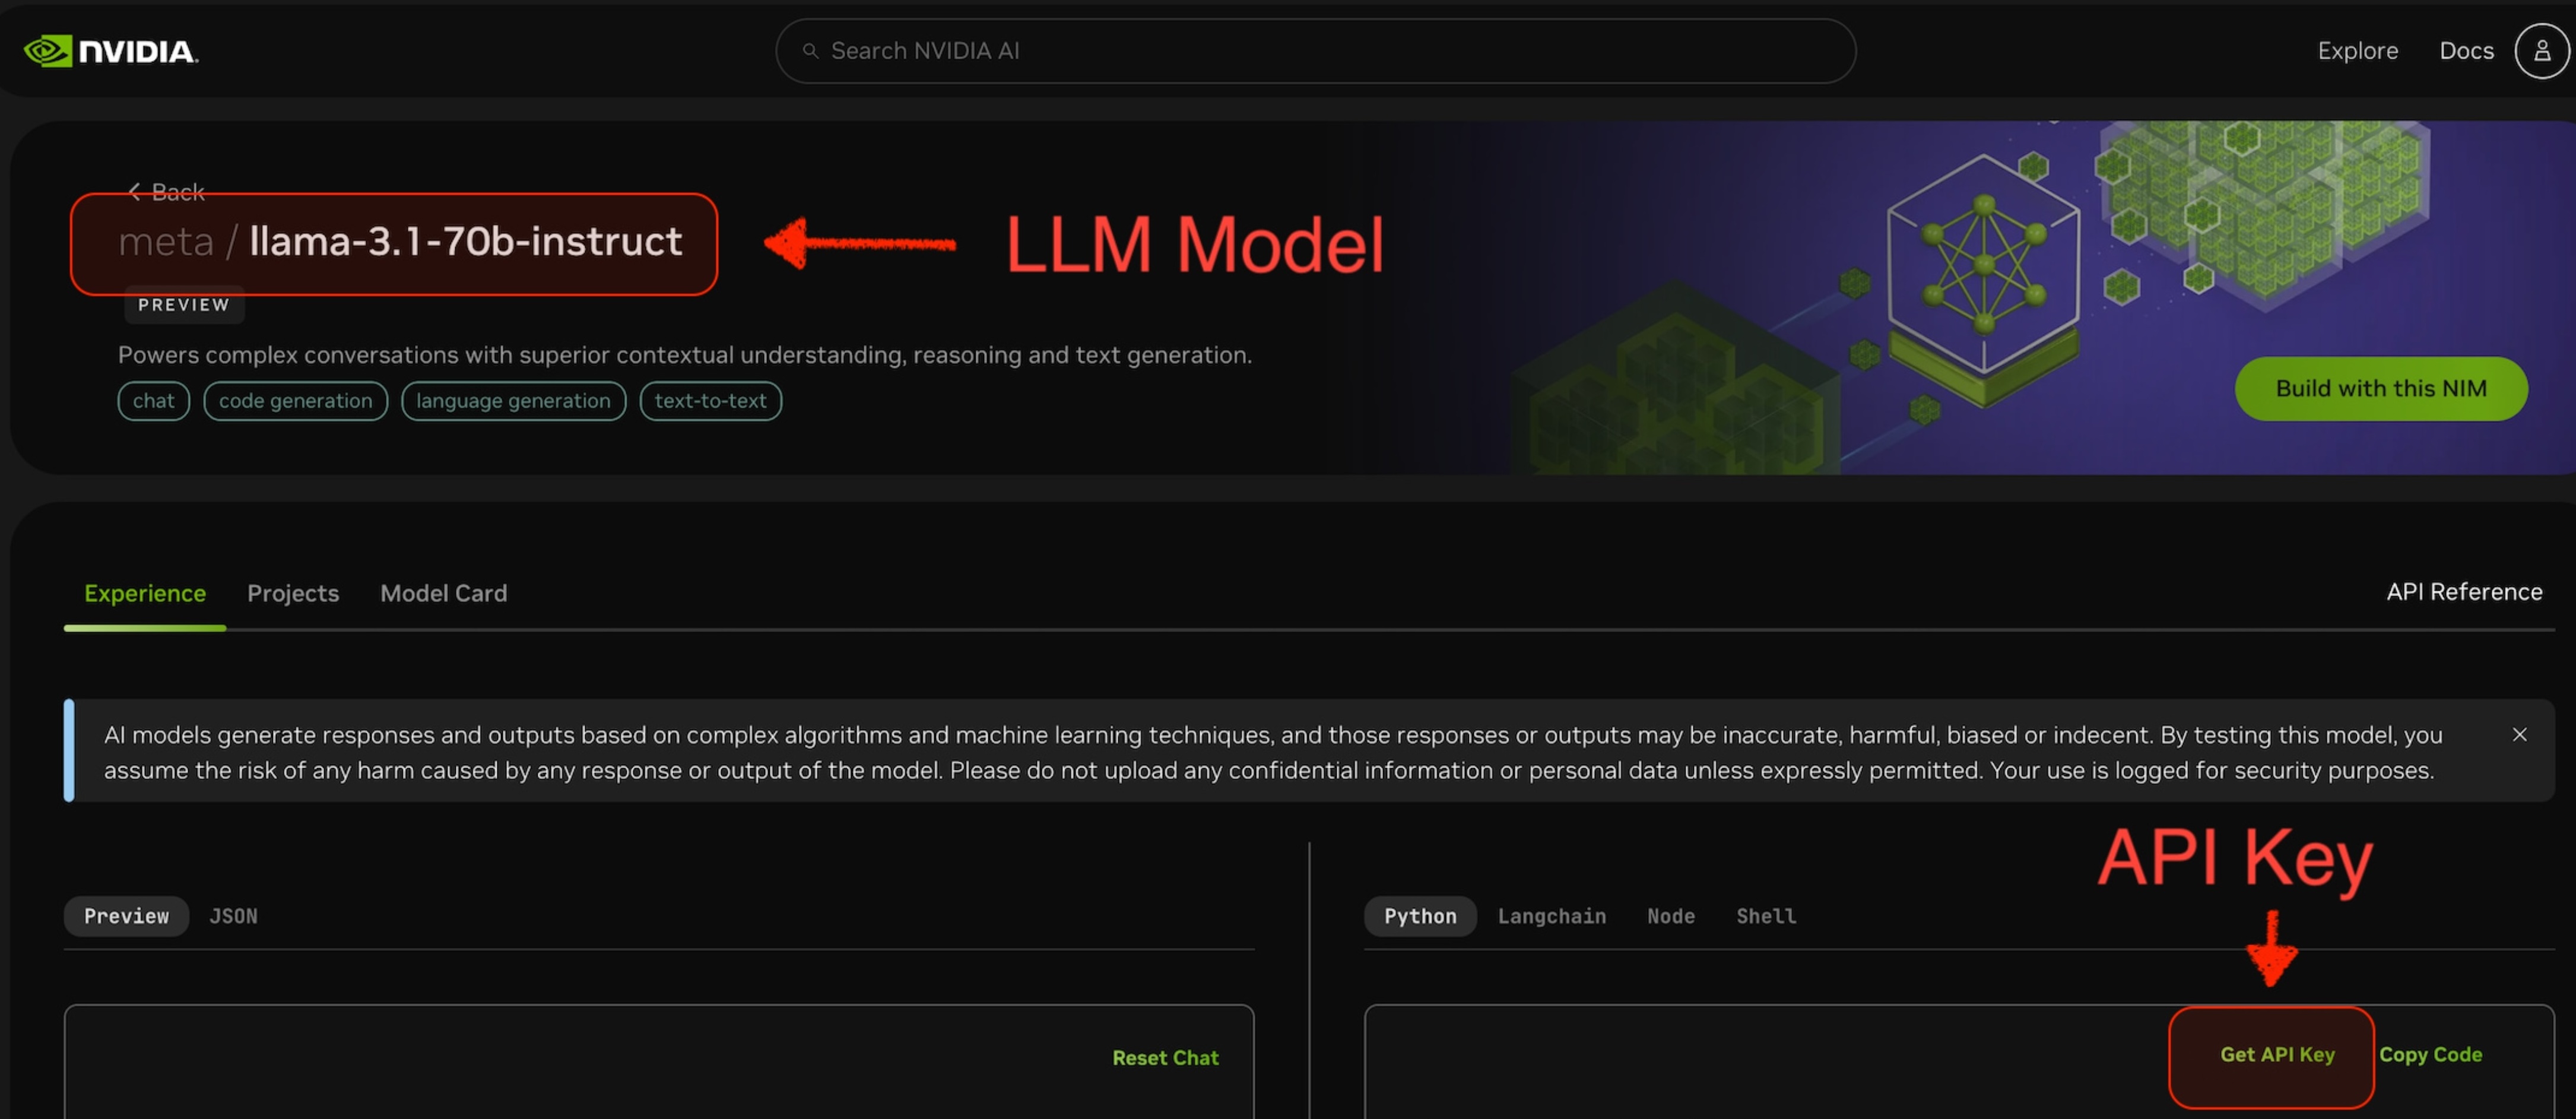 NVIDIA.
Search NVIDIA AI
Explore Docs
Back
meta / llama-3.1-70b-instruct
LLM Model
PREVIEW
Powers complex conversations with superior contextual understanding, reasoning and text generation.
chat code generation language generation text-to-text
Build with this NIM
Experience Projects Model Card
API Reference
AI models generate responses and outputs based on complex algorithms and machine learning techniques, and those responses or outputs may be inaccurate, harmful, biased or indecent. By testing this model, you
assume the risk of any harm caused by any response or output of the model. Please do not upload any confidential information or personal data unless expressly permitted. Your use is logged for security purposes.
API Key
Preview JSON
Python Langchain Node Shell
Reset Chat
Get API Key Copy Code